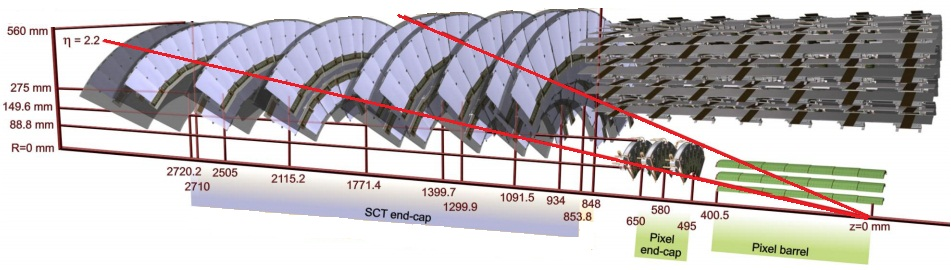 560 mm
η = 2.2
275 mm
149.6 mm
88.8 mm
R=0 mm
2720.2
2710
2505
2115.2
1771.4
1399.7
1299.9
1091.5
934
853.8
848
650
580
495
400.5
z=0 mm
SCT end-cap
Pixel
end-cap
Pixel barrel